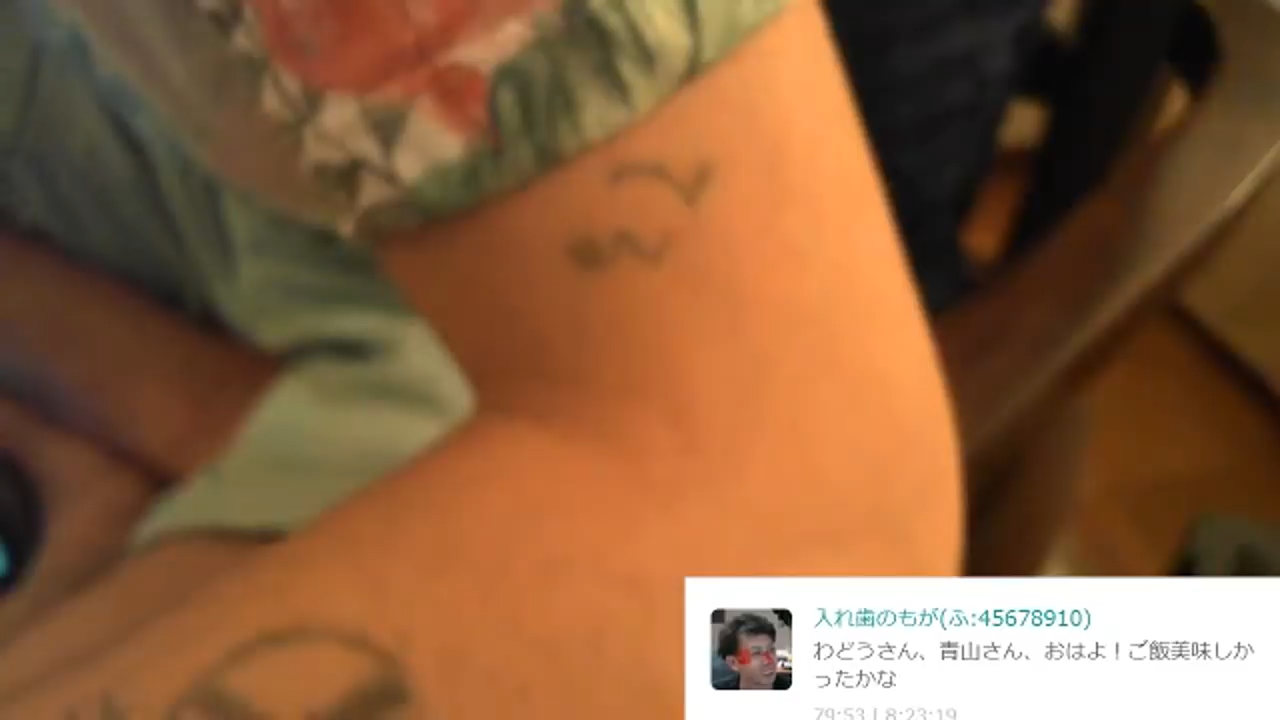 入れ歯のもが(ふ:45678910)
わどうさん、青山さん、おはよ！ご飯美味しか
ったかな
79:53 | 8:23:19